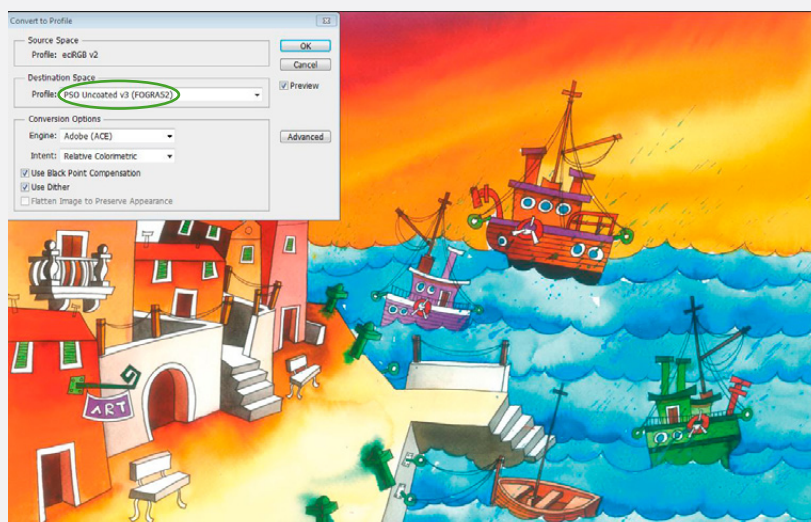 Convert to Profile
Source Space
Profile: eciRGB v2
OK
Cancel
Destination Space
Profile: PSO Uncoated v3 (FOGRA52)
Preview
Conversion Options
Engine: Adobe (ACE)
Advanced
Intent: Relative Colorimetric
Use Black Point Compensation
Use Dither
Flatten Image to Preserve Appearance
ART